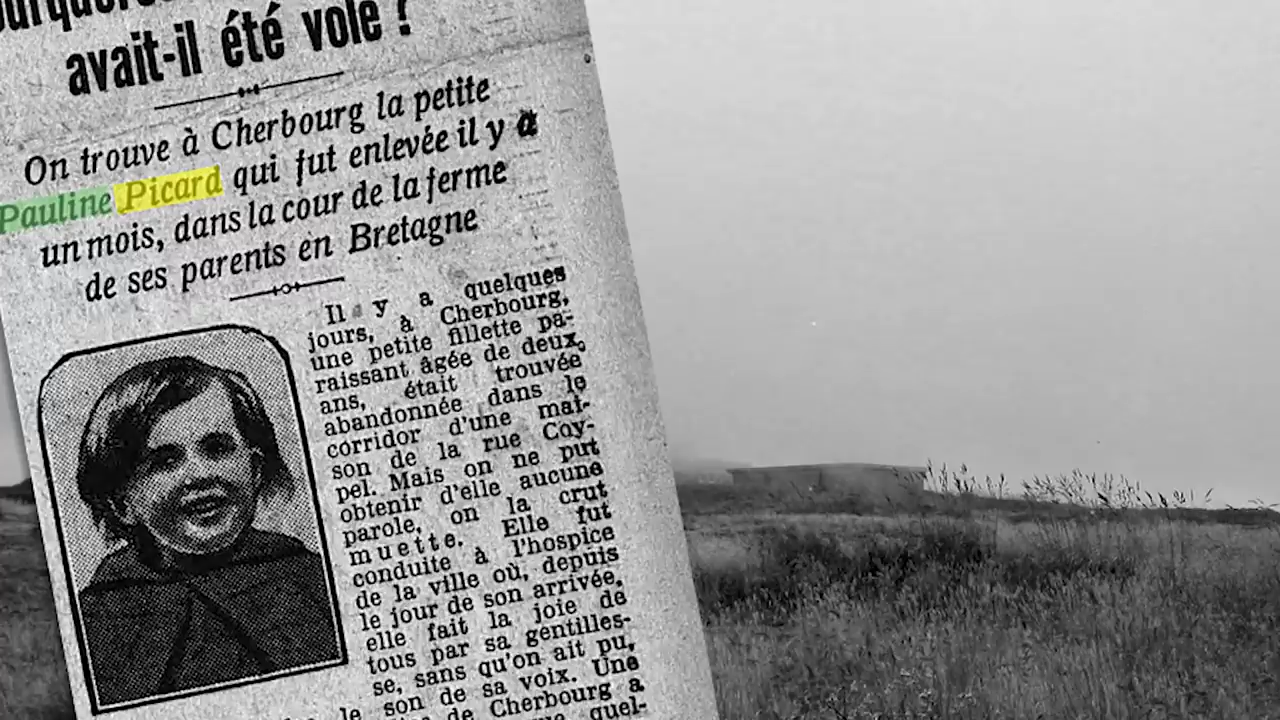 avait-il été volé ?
On trouve à Cherbourg la petite
Pauline Picard qui fut enlevée il y a
un mois, dans la cour de la ferme
de ses parents en Bretagne
Il y a quelques
jours, à Cherbourg,
une petite fillette pa-
raissant âgée de deux
ans, était trouvée
abandonnée dans le
corridor d'une mai-
son de la rue Coy-
pel. Mais on ne put
obtenir d'elle aucune
parole, on la crut
muette. Elle fut
conduite à l'hospice
de la ville où, depuis
le jour de son arrivée,
elle fait la joie de
tous par sa gentilles-
se, sans qu'on ait pu,
le son de sa voix. Une
de Cherbourg a
quel-